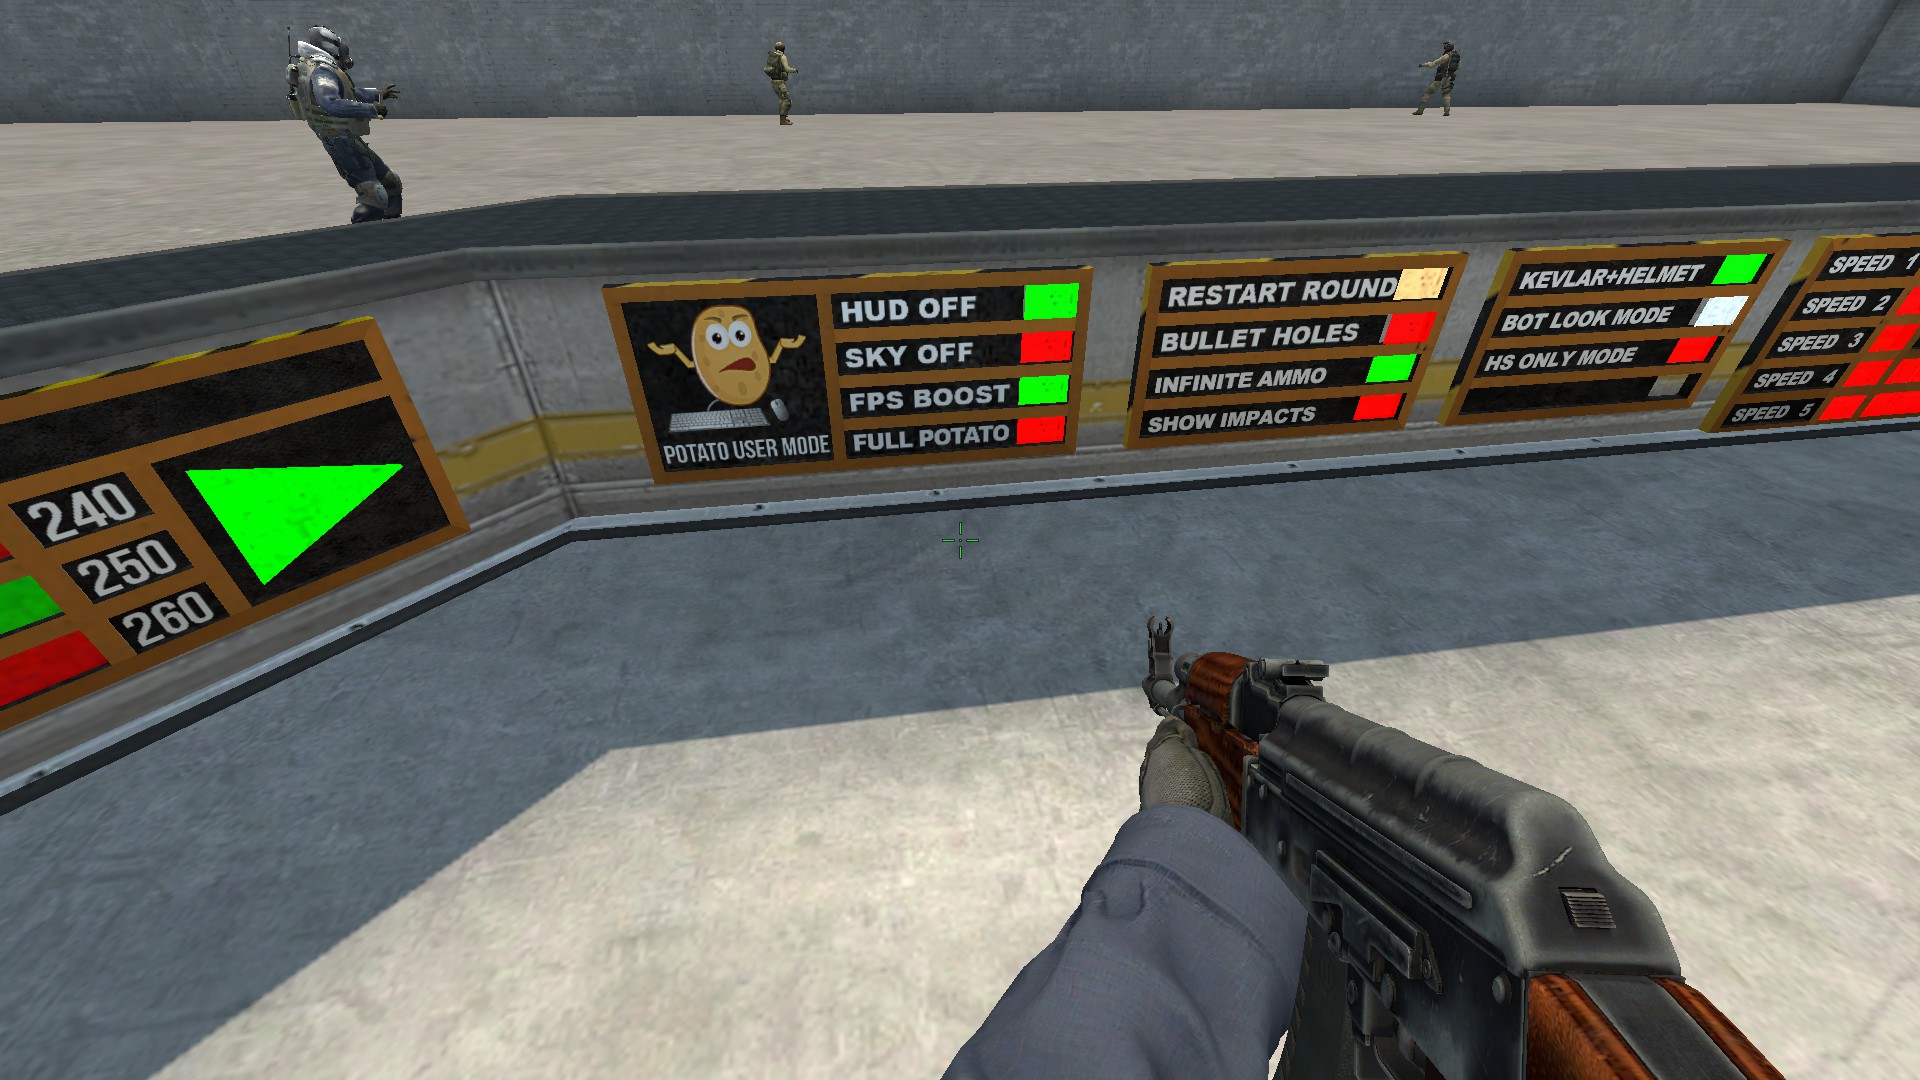 240
250
260
POTATO USER MODE
HUD OFF
SKY OFF
FPS BOOST
FULL POTATO
RESTART ROUND
BULLET HOLES
INFINITE AMMO
SHOW IMPACTS
KEVLAR+HELMET
BOT LOOK MODE
HS ONLY MODE
SPEED 1
SPEED 2
SPEED 3
SPEED 4
SPEED 5